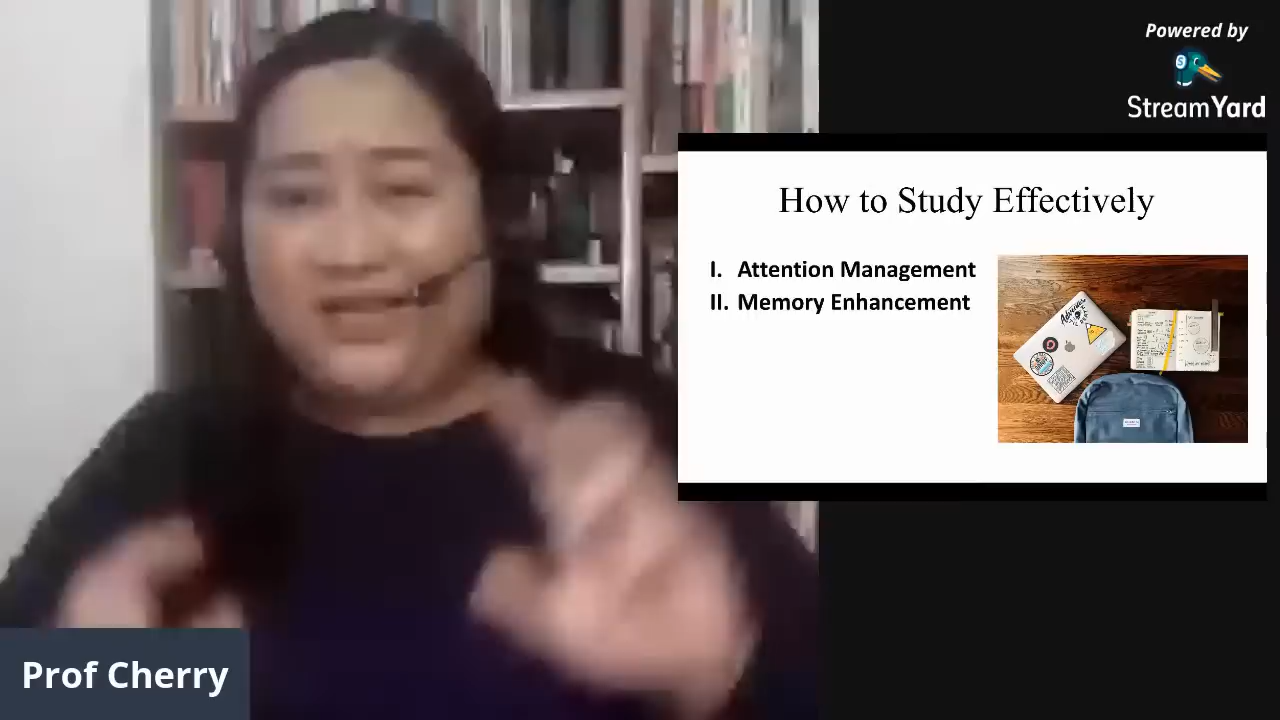 Powered by
StreamYard
How to Study Effectively
I. Attention Management
II. Memory Enhancement
Prof Cherry